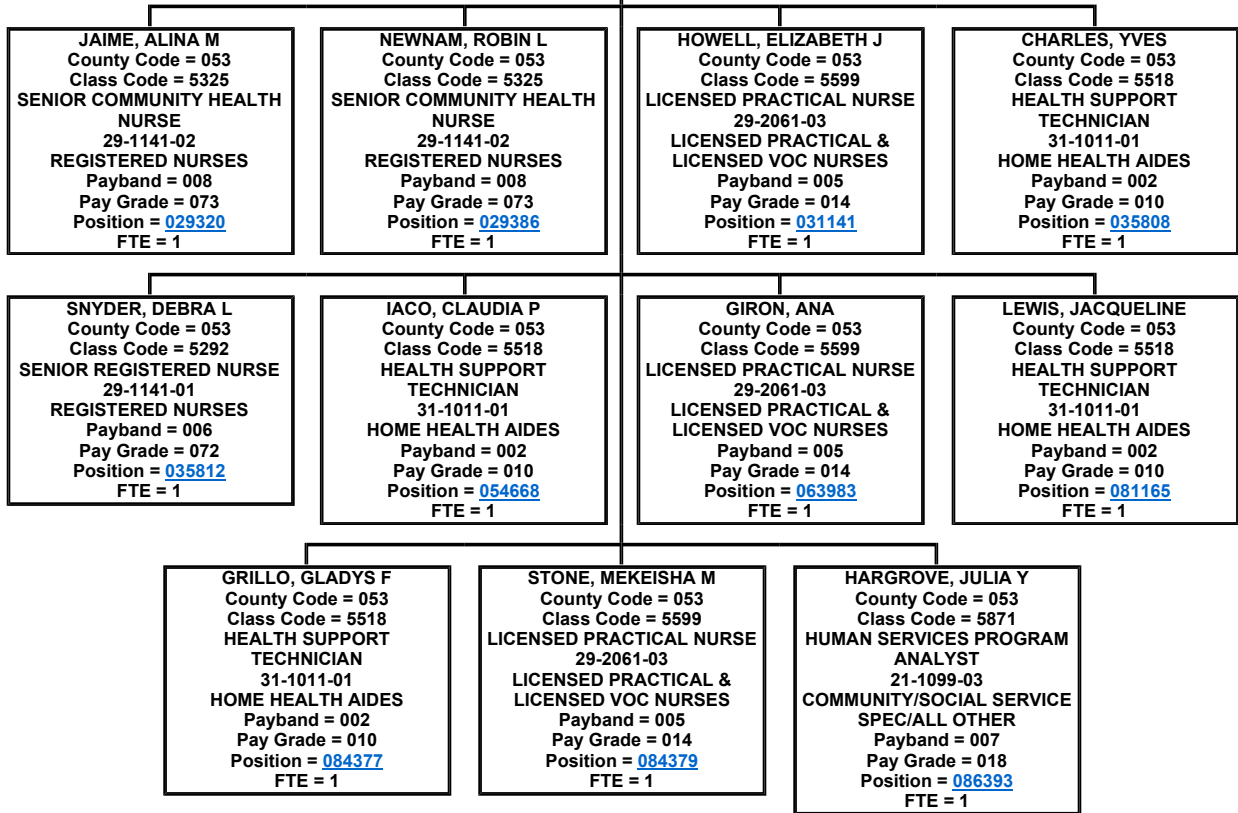 JAIME, ALINA M
County Code = 053
Class Code = 5325
SENIOR COMMUNITY HEALTH
NURSE
29-1141-02
REGISTERED NURSES
Payband = 008
Pay Grade = 073
Position = 029320
FTE = 1
NEWNAM, ROBIN L
County Code = 053
Class Code = 5325
SENIOR COMMUNITY HEALTH
NURSE
29-1141-02
REGISTERED NURSES
Payband = 008
Pay Grade = 073
Position = 029386
FTE = 1
HOWELL, ELIZABETH J
County Code = 053
Class Code = 5599
LICENSED PRACTICAL NURSE
29-2061-03
LICENSED PRACTICAL &
LICENSED VOC NURSES
Payband = 005
Pay Grade = 014
Position = 031141
FTE = 1
CHARLES, YVES
County Code = 053
Class Code = 5518
HEALTH SUPPORT
TECHNICIAN
31-1011-01
HOME HEALTH AIDES
Payband = 002
Pay Grade = 010
Position = 035808
FTE = 1
SNYDER, DEBRA L
County Code = 053
Class Code = 5292
SENIOR REGISTERED NURSE
29-1141-01
REGISTERED NURSES
Payband = 006
Pay Grade = 072
Position = 035812
FTE = 1
IACO, CLAUDIA P
County Code = 053
Class Code = 5518
HEALTH SUPPORT
TECHNICIAN
31-1011-01
HOME HEALTH AIDES
Payband = 002
Pay Grade = 010
Position = 054668
FTE = 1
GIRON, ANA
County Code = 053
Class Code = 5599
LICENSED PRACTICAL NURSE
29-2061-03
LICENSED PRACTICAL &
LICENSED VOC NURSES
Payband = 005
Pay Grade = 014
Position = 063983
FTE = 1
LEWIS, JACQUELINE
County Code = 053
Class Code = 5518
HEALTH SUPPORT
TECHNICIAN
31-1011-01
HOME HEALTH AIDES
Payband = 002
Pay Grade = 010
Position = 081165
FTE = 1
GRILLO, GLADYS F
County Code = 053
Class Code = 5518
HEALTH SUPPORT
TECHNICIAN
31-1011-01
HOME HEALTH AIDES
Payband = 002
Pay Grade = 010
Position = 084377
FTE = 1
STONE, MEKEISHA M
County Code = 053
Class Code = 5599
LICENSED PRACTICAL NURSE
29-2061-03
LICENSED PRACTICAL &
LICENSED VOC NURSES
Payband = 005
Pay Grade = 014
Position = 084379
FTE = 1
HARGROVE, JULIA Y
County Code = 053
Class Code = 5871
HUMAN SERVICES PROGRAM
ANALYST
21-1099-03
COMMUNITY/SOCIAL SERVICE
SPEC/ALL OTHER
Payband = 007
Pay Grade = 018
Position = 086393
FTE = 1